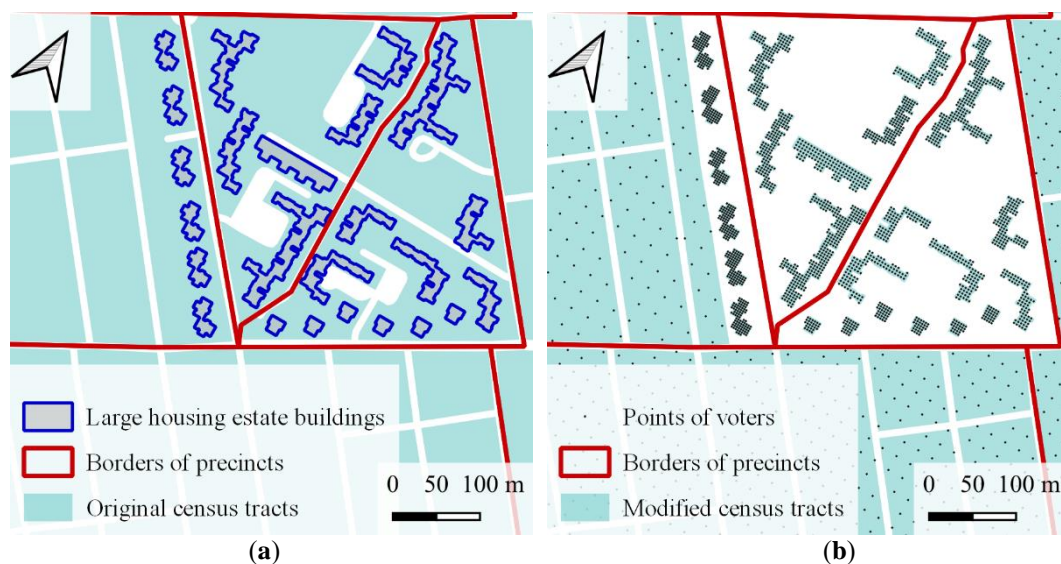 Large housing estate buildings
Borders of precincts
Original census tracts
0 50 100 m
(a)
Points of voters
Borders of precincts
Modified census tracts
0 50 100 m
(b)